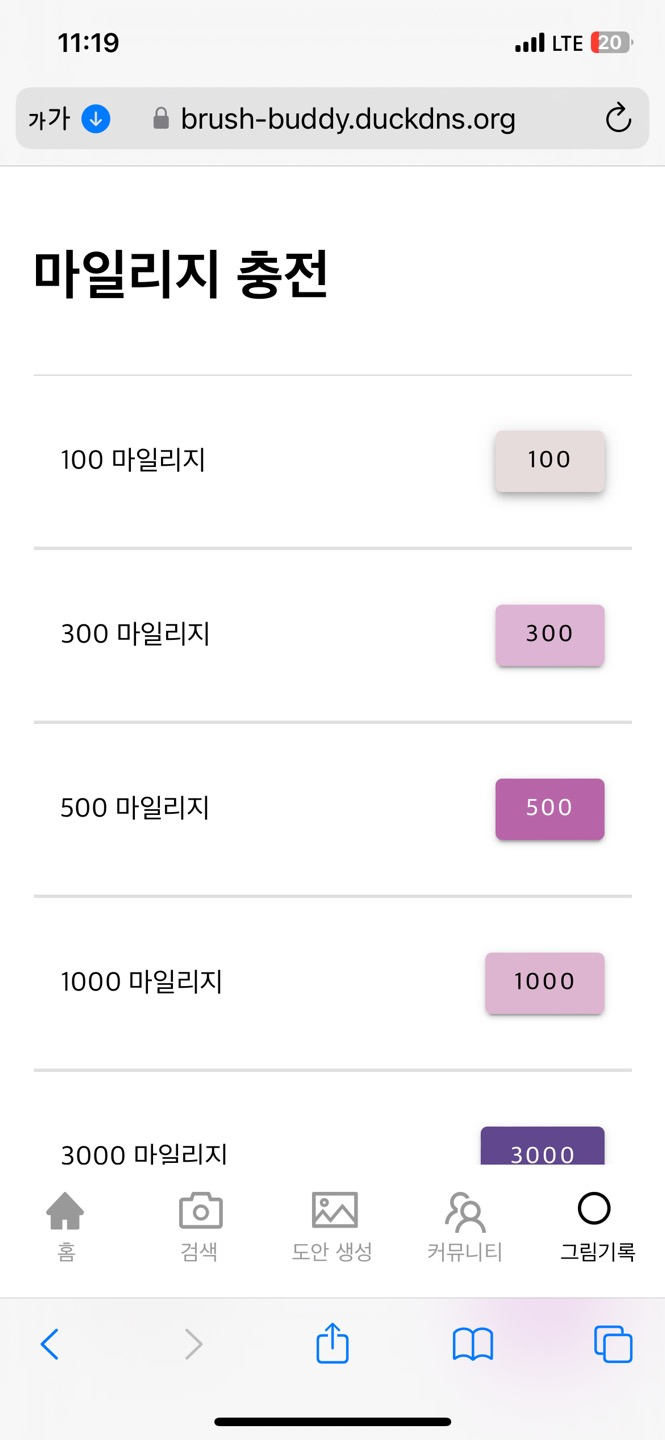 11:19
LTE 20
가가 brush-buddy.duckdns.org
마일리지 충전
100 마일리지 100
300 마일리지 300
500 마일리지 500
1000 마일리지 1000
3000 마일리지 3000
홈 검색 도안 생성 커뮤니티 그림기록